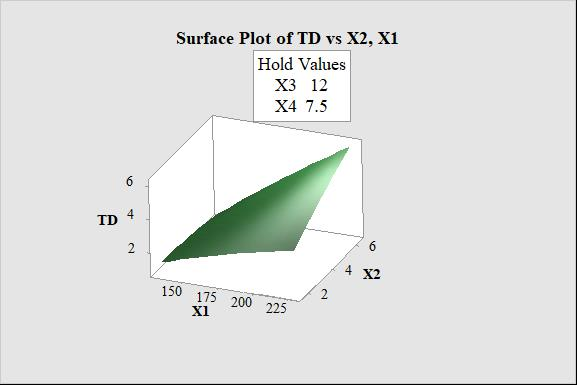 Surface Plot of TD vs X2, X1
Hold Values
X3 12
X4 7.5
6
TD 4
2
6
4 X2
2
150 175 200 225
X1